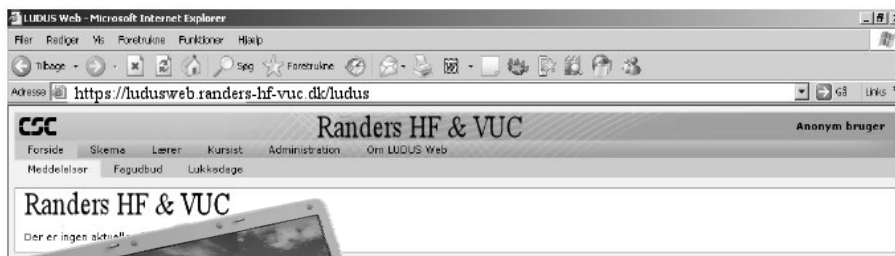 LUDUS Web - Microsoft Internet Explorer
Filer Rediger Vis Foretrukne Funktioner Hjælp
Tilbage Søg Foretrukne
Adresse https://ludusweb.randers-hf-vuc.dk/ludus Gå Links
CSC Randers HF & VUC Anonym bruger
Forside Skema Lærer Kursist Administration Om LUDUS Web
Meddelelser Fagudbud Lukkedage
Randers HF & VUC
Der er ingen